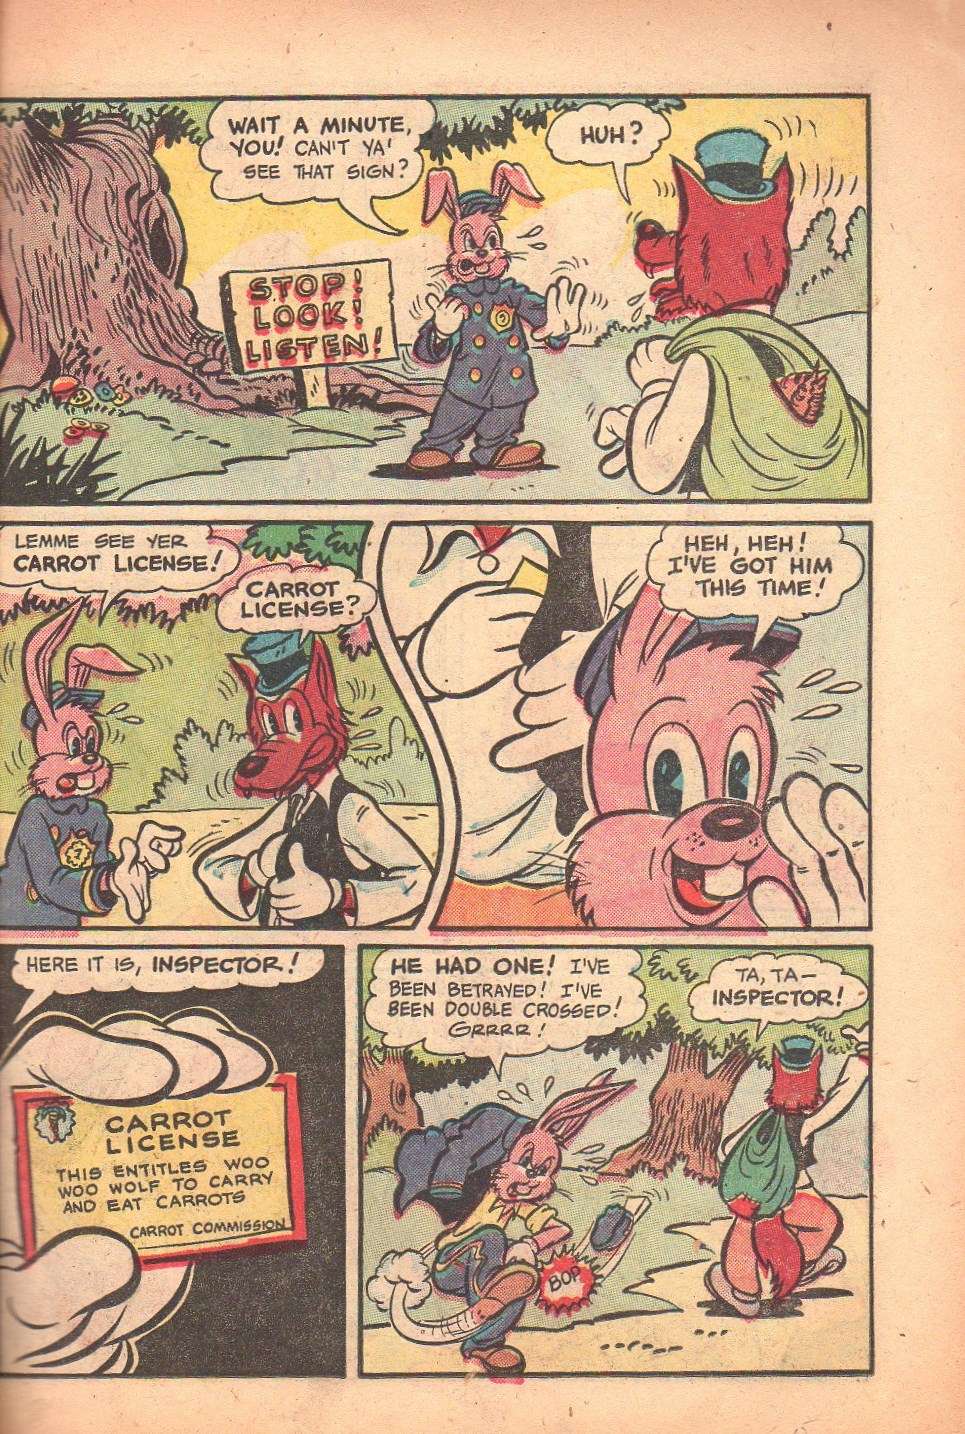 WAIT A MINUTE,
YOU! CAN'T YA'
SEE THAT SIGN?
HUH?
STOP!
LOOK!
LISTEN!
LEMME SEE YER
CARROT LICENSE!
CARROT
LICENSE?
HEH, HEH!
I'VE GOT HIM
THIS TIME!
HERE IT IS, INSPECTOR!
CARROT
LICENSE
THIS ENTITLES WOO
WOO WOLF TO CARRY
AND EAT CARROTS
CARROT COMMISSION
HE HAD ONE! I'VE
BEEN BETRAYED! I'VE
BEEN DOUBLE CROSSED!
GRRRR!
TA, TA—
INSPECTOR!
BOP